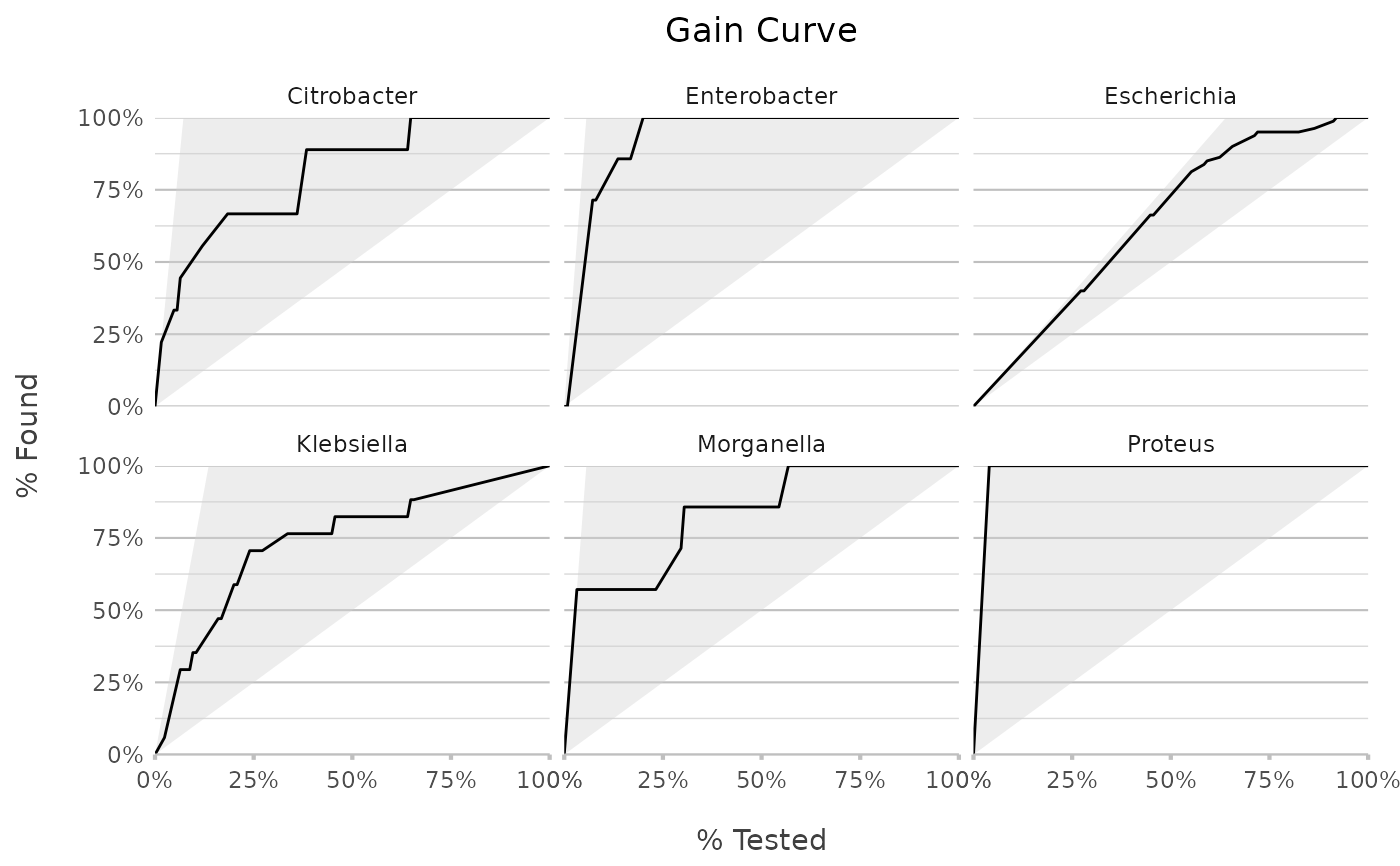 Gain Curve
Citrobacter Enterobacter Escherichia
100%
75%
50%
25%
0%
% Found
Klebsiella Morganella Proteus
100%
75%
50%
25%
0%
0% 25% 50% 75% 100% 0% 25% 50% 75% 100% 0% 25% 50% 75% 100%
% Tested